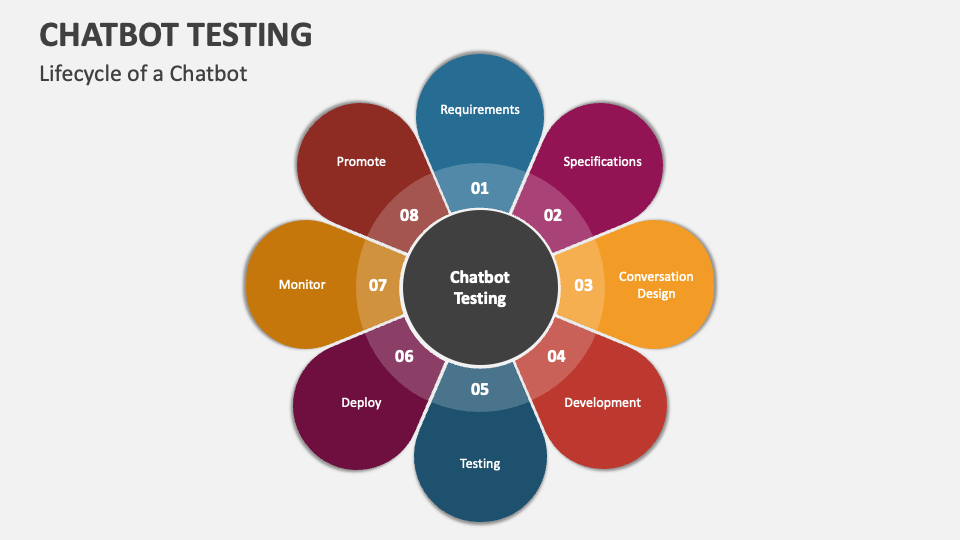 CHATBOT TESTING
Lifecycle of a Chatbot
Requirements
01
Specifications
02
Conversation
Design
03
Development
04
Testing
05
Deploy
06
Monitor
07
Promote
08
Chatbot
Testing